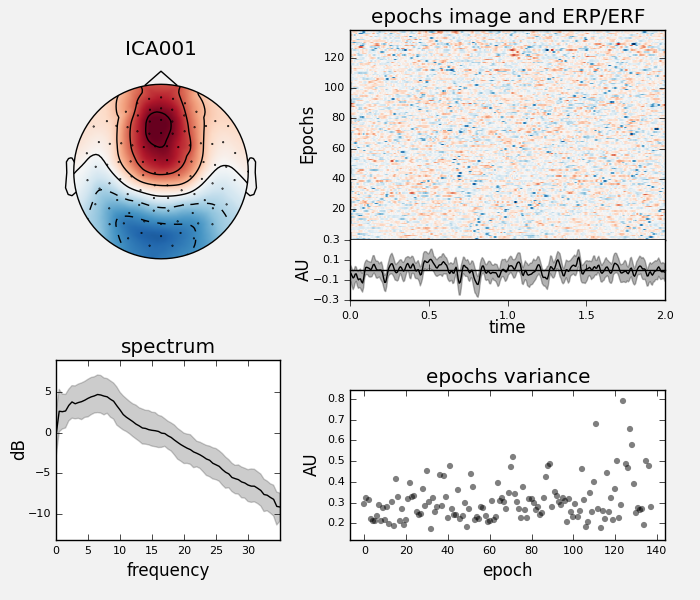 ICA001
epochs image and ERP/ERF
Epochs
120
100
80
60
40
20
0.3
0.1
−0.1
−0.3
AU
0.0 0.5 1.0 1.5 2.0
time
spectrum
dB
5
0
−5
−10
0 5 10 15 20 25 30
frequency
epochs variance
AU
0.8
0.7
0.6
0.5
0.4
0.3
0.2
0 20 40 60 80 100 120 140
epoch